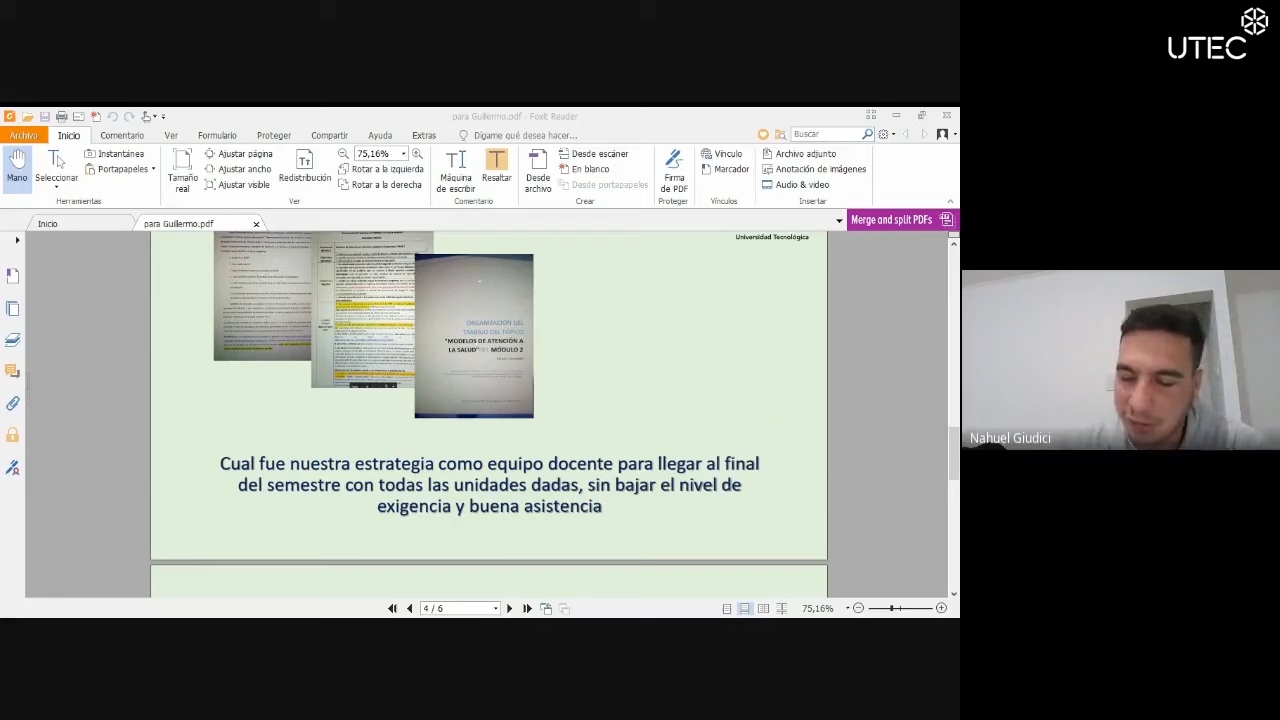 UTEC
para Guillermo.pdf - Foxit Reader
Archivo
Inicio
Comentario
Ver
Formulario
Proteger
Compartir
Ayuda
Extras
Dígame qué desea hacer...
Buscar
Mano
Seleccionar
Instantánea
Portapapeles
Herramientas
Tamaño real
Ajustar página
Ajustar ancho
Ajustar visible
Redistribución
75,16%
Rotar a la izquierda
Rotar a la derecha
Ver
Máquina de escribir
Resaltar
Comentario
Desde archivo
Desde escáner
En blanco
Desde portapapeles
Crear
Firma de PDF
Proteger
Vínculo
Marcador
Vínculos
Archivo adjunto
Anotación de imágenes
Audio & video
Insertar
Inicio
para Guillermo.pdf
Merge and split PDFs
Universidad Tecnológica
ORGANIZACIÓN DEL
TRABAJO DEL TÓPICO
"MODELOS DE ATENCIÓN A
LA SALUD" DEL MÓDULO 2
Cual fue nuestra estrategia como equipo docente para llegar al final
del semestre con todas las unidades dadas, sin bajar el nivel de
exigencia y buena asistencia
4 / 6
75,16%
Nahuel Giudici